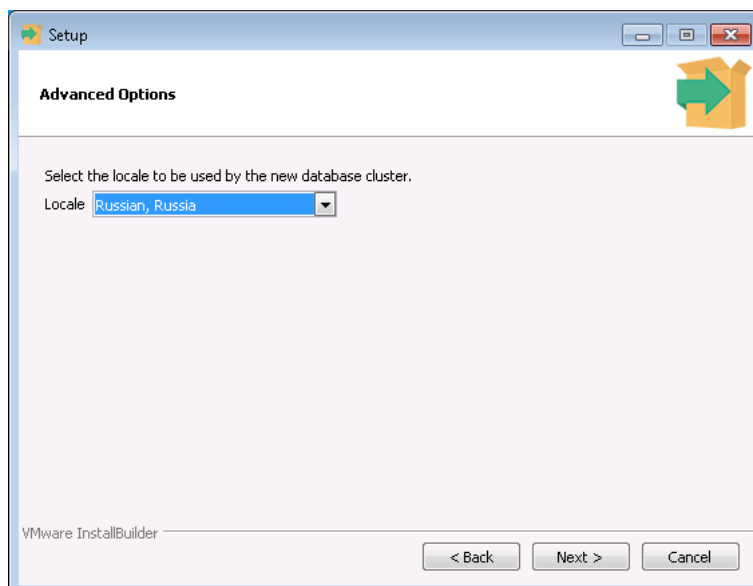 Setup
Advanced Options
Select the locale to be used by the new database cluster.
Locale Russian, Russia
VMware InstallBuilder
< Back Next > Cancel